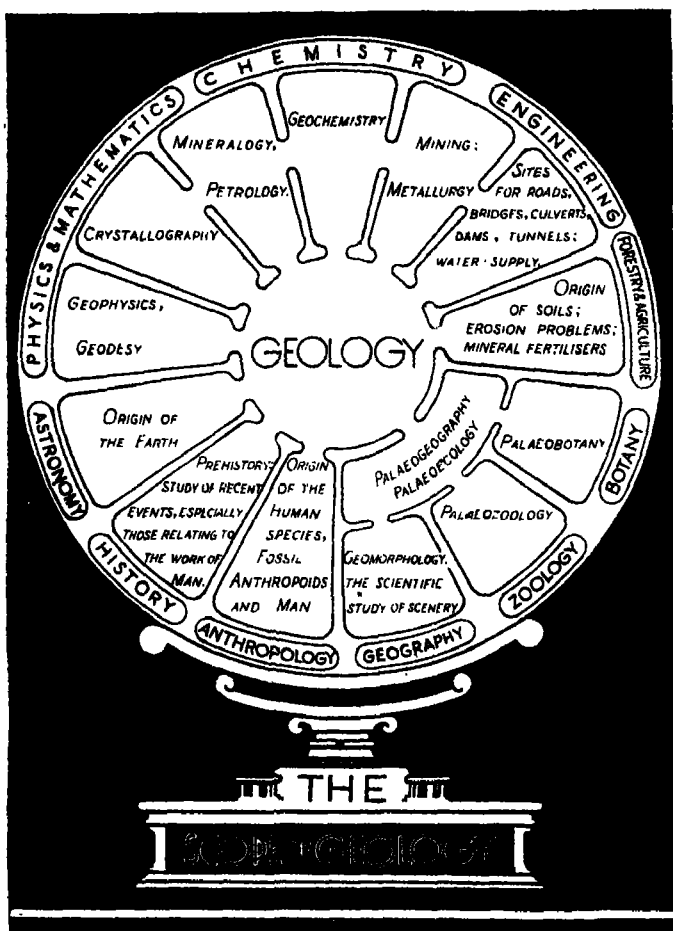 CHEMISTRY
ENGINEERING
FORESTRY & AGRICULTURE
BOTANY
ZOOLOGY
GEOGRAPHY
ANTHROPOLOGY
HISTORY
ASTRONOMY
PHYSICS & MATHEMATICS
GEOCHEMISTRY
MINING;
METALLURGY
SITES
FOR ROADS,
BRIDGES, CULVERTS,
DAMS, TUNNELS;
WATER-SUPPLY
ORIGIN
OF SOILS;
EROSION PROBLEMS;
MINERAL FERTILISERS
PALAEOBOTANY
PALAEOZOOLOGY
PALAEOGEOGRAPHY
PALAEOECOLOGY
GEOMORPHOLOGY.
THE SCIENTIFIC
STUDY OF SCENERY
ORIGIN
OF THE
HUMAN
SPECIES,
FOSSIL
ANTHROPOIDS
AND MAN
PREHISTORY:
STUDY OF RECENT
EVENTS, ESPECIALLY
THOSE RELATING TO
THE WORK OF
MAN.
ORIGIN OF
THE EARTH
GEOPHYSICS,
GEODESY
CRYSTALLOGRAPHY
MINERALOGY,
PETROLOGY.
GEOLOGY
THE
SCOPE OF GEOLOGY